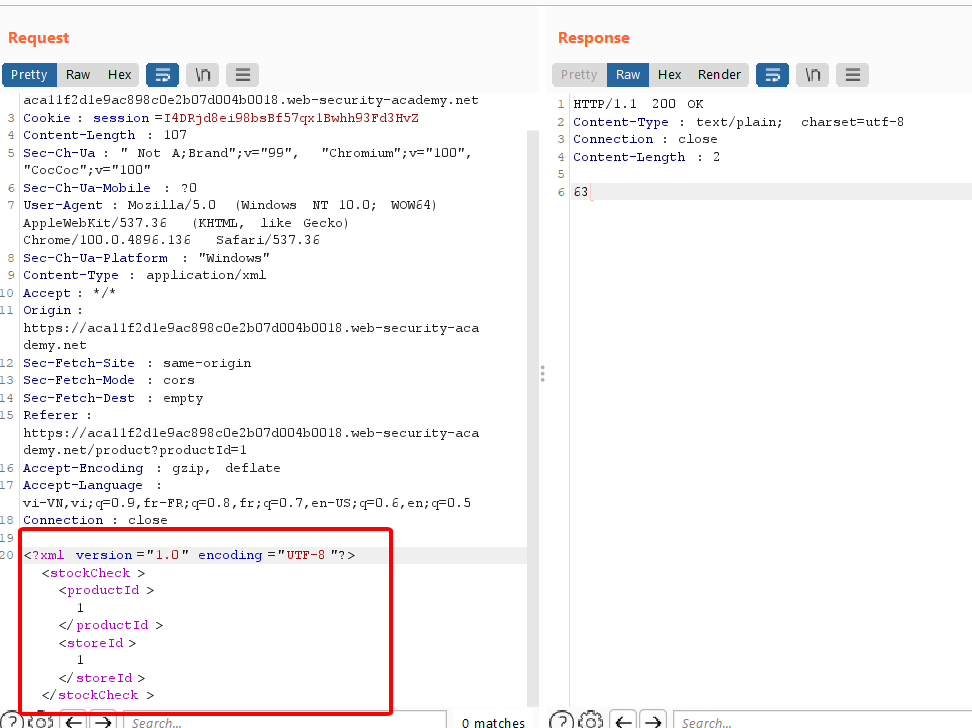 Request
Pretty Raw Hex \n
aca11f2d1e9ac898c0e2b07d004b0018.web-security-academy.net
3 Cookie : session =I4DRjd8ei98bsBf57qx1Bwhh93Fd3HvZ
4 Content-Length : 107
5 Sec-Ch-Ua : " Not A;Brand";v="99", "Chromium";v="100",
"CocCoc";v="100"
6 Sec-Ch-Ua-Mobile : ?0
7 User-Agent : Mozilla/5.0 (Windows NT 10.0; WOW64)
AppleWebKit/537.36 (KHTML, like Gecko)
Chrome/100.0.4896.136 Safari/537.36
8 Sec-Ch-Ua-Platform : "Windows"
9 Content-Type : application/xml
10 Accept : */*
11 Origin :
https://aca11f2d1e9ac898c0e2b07d004b0018.web-security-aca
demy.net
12 Sec-Fetch-Site : same-origin
13 Sec-Fetch-Mode : cors
14 Sec-Fetch-Dest : empty
15 Referer :
https://aca11f2d1e9ac898c0e2b07d004b0018.web-security-aca
demy.net/product?productId=1
16 Accept-Encoding : gzip, deflate
17 Accept-Language :
vi-VN,vi;q=0.9,fr-FR;q=0.8,fr;q=0.7,en-US;q=0.6,en;q=0.5
18 Connection : close
19
20 <?xml version ="1.0" encoding ="UTF-8 "?>
<stockCheck >
<productId >
1
</productId >
<storeId >
1
</storeId >
</stockCheck >
? Search... 0 matches
Response
Pretty Raw Hex Render \n
1 HTTP/1.1 200 OK
2 Content-Type : text/plain; charset=utf-8
3 Connection : close
4 Content-Length : 2
5
6 63
? Search...